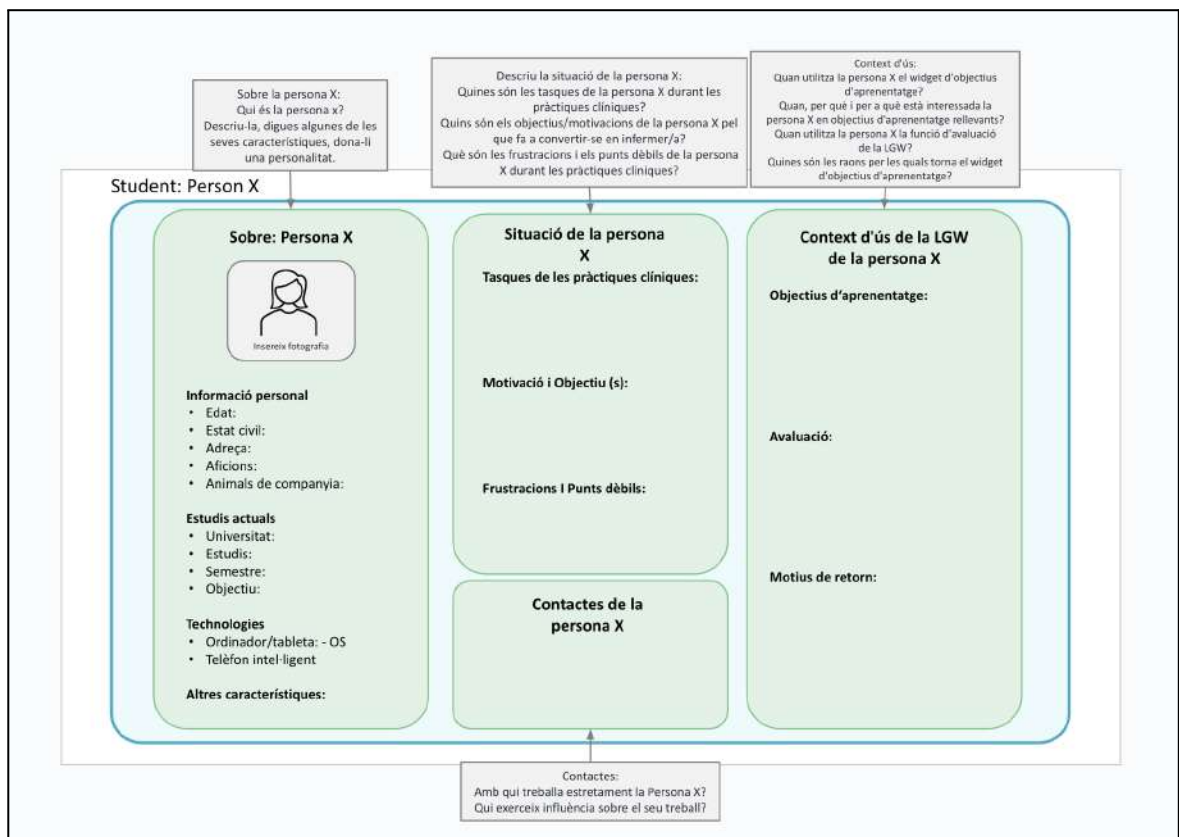 Sobre la persona X:
Qui és la persona x?
Descriu-la, digues algunes de les
seves característiques, dona-li
una personalitat.
Descriu la situació de la persona X:
Quines són les tasques de la persona X durant les
pràctiques clíniques?
Quins són els objectius/motivacions de la persona X pel
que fa a convertir-se en infermer/a?
Què són les frustracions i els punts dèbils de la persona
X durant les pràctiques cliniques?
Context d'ús:
Quan utilitza la persona X el widget d'objectius
d'aprenentatge?
Quan, per què i per a què està interessada la
persona X en objectius d'aprenentatge rellevants?
Quan utilitza la persona X la funció d'avaluació
de la LGW?
Quines són les raons per les quals torna el widget
d'objectius d'aprenentatge?
Student: Person X
Sobre: Persona X
Insereix fotografia
Informació personal
• Edat:
• Estat civil:
• Adreça:
• Aficions:
• Animals de companyia:
Estudis actuals
• Universitat:
• Estudis:
• Semestre:
• Objectiu:
Technologies
• Ordinador/tableta: - OS
• Telèfon intel·ligent
Altres característiques:
Situació de la persona
X
Tasques de les pràctiques clíniques:
Motivació i Objectiu (s):
Frustracions I Punts dèbils:
Contactes de la
persona X
Context d'ús de la LGW
de la persona X
Objectius d'aprenentatge:
Avaluació:
Motius de retorn:
Contactes:
Amb qui treballa estretament la Persona X?
Qui exerceix influència sobre el seu treball?